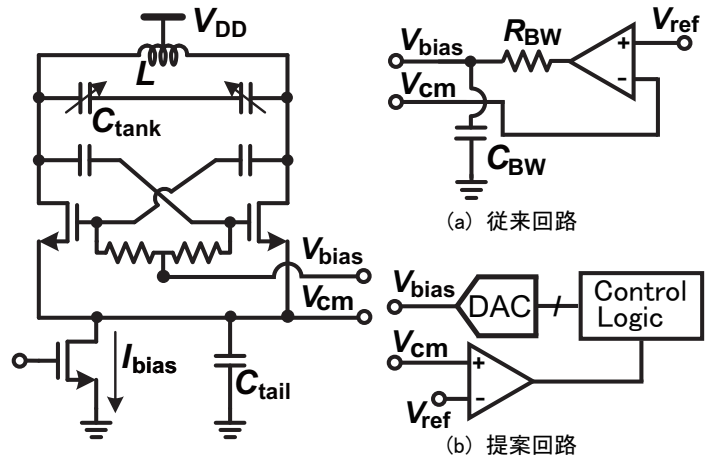 VDD
L
Ctank
Vbias
Vcm
Ibias
Ctail
RBW
Vref
Vbias
+
-
Vcm
CBW
(a) 従来回路
Vbias
DAC
Control
Logic
Vcm
+
-
Vref
(b) 提案回路